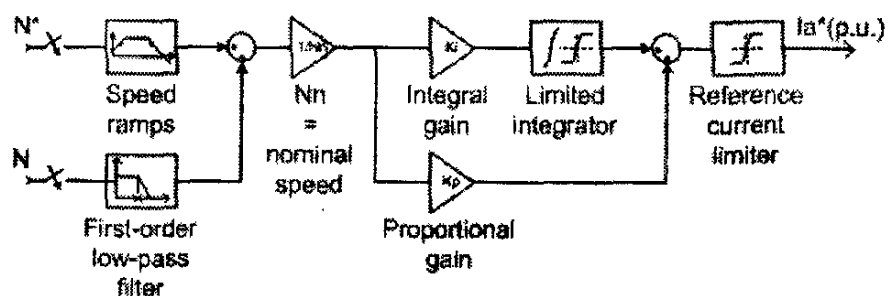 N*
Speed
ramps
N
First-order
low-pass
filter
1/Nn
Nn
=
nominal
speed
Ki
Integral
gain
Kp
Proportional
gain
Limited
integrator
Reference
current
limiter
Ia*(p.u.)